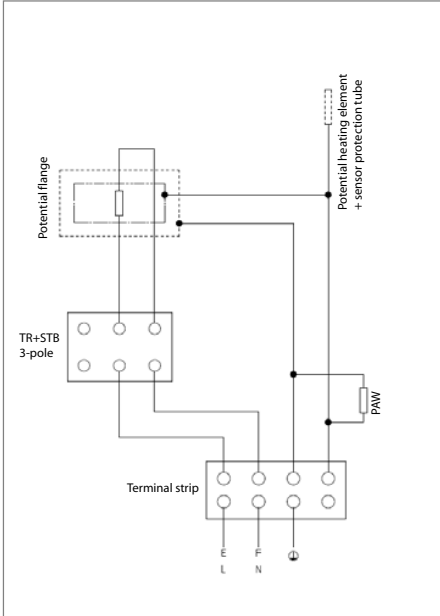 Potential flange
Potential heating element
+ sensor protection tube
TR+STB
3-pole
PAW
Terminal strip
E F
L N